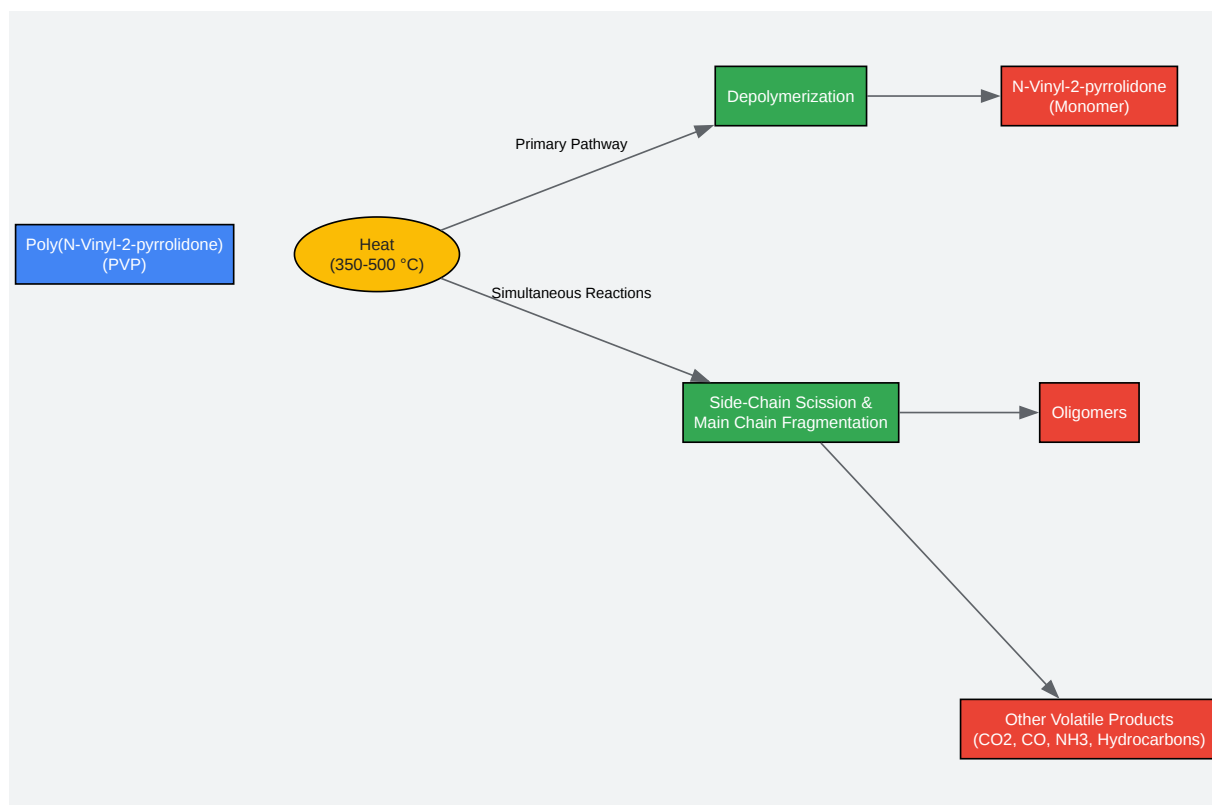 Depolymerization
N-Vinyl-2-pyrrolidone
(Monomer)
Primary Pathway
Poly(N-Vinyl-2-pyrrolidone)
(PVP)
Heat
(350-500 °C)
Simultaneous Reactions
Side-Chain Scission &
Main Chain Fragmentation
Oligomers
Other Volatile Products
(CO2, CO, NH3, Hydrocarbons)